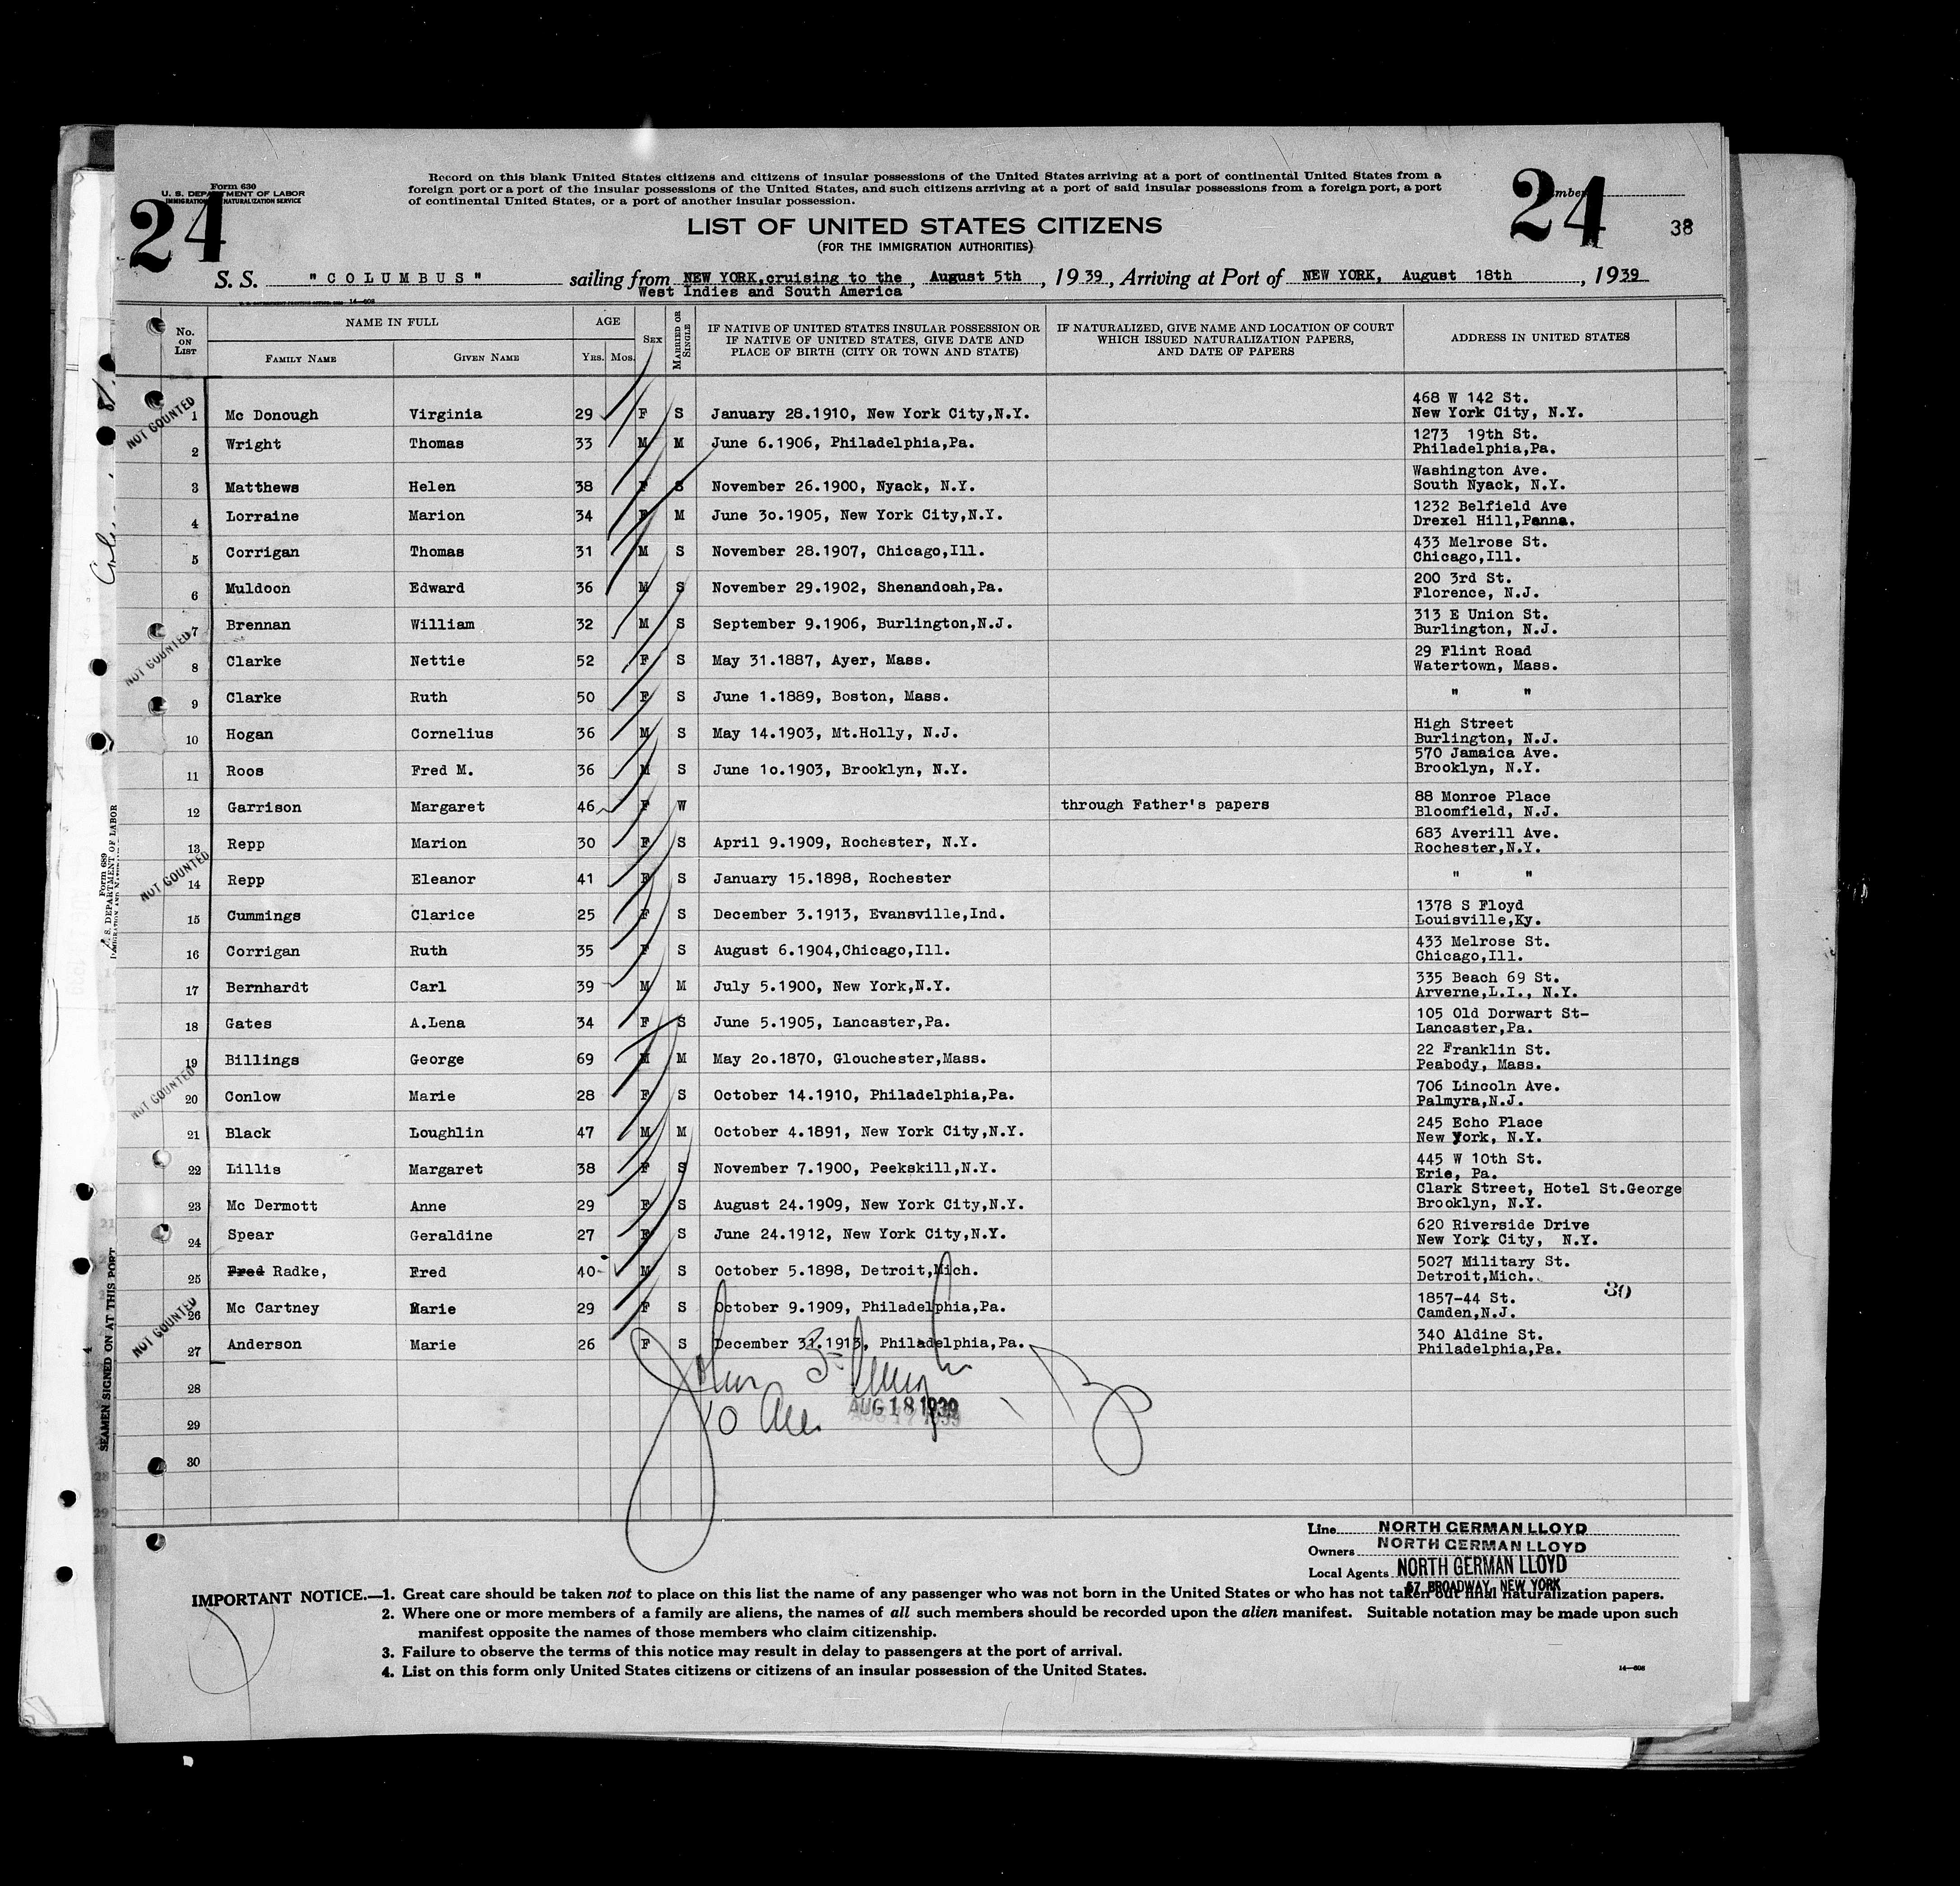 Form 630
U. S. DEPARTMENT OF LABOR
IMMIGRATION NATURALIZATION SERVICE
24
Record on this blank United States citizens and citizens of insular possessions of the United States arriving at a port of continental United States from a
foreign port or a port of the insular possessions of the United States, and such citizens arriving at a port of said insular possessions from a foreign port, a port
of continental United States, or a port of another insular possession.
24
38
LIST OF UNITED STATES CITIZENS
(FOR THE IMMIGRATION AUTHORITIES)
S. S. "COLUMBUS" sailing from NEW YORK, cruising to the, August 5th, 1939, Arriving at Port of NEW YORK, August 18th, 1939
West Indies and South America
14—608
No. ON LIST NAME IN FULL AGE SEX MARRIED OR SINGLE IF NATIVE OF UNITED STATES INSULAR POSSESSION OR IF NATIVE OF UNITED STATES, GIVE DATE AND PLACE OF BIRTH (CITY OR TOWN AND STATE) IF NATURALIZED, GIVE NAME AND LOCATION OF COURT WHICH ISSUED NATURALIZATION PAPERS, AND DATE OF PAPERS ADDRESS IN UNITED STATES
FAMILY NAME GIVEN NAME YRS. MOS.
NOT COUNTED
1 Mc Donough Virginia 29 F S January 28.1910, New York City,N.Y. 468 W 142 St.
New York City, N.Y.
2 Wright Thomas 33 M M June 6.1906, Philadelphia,Pa. 1273 19th St.
Philadelphia,Pa.
3 Matthews Helen 38 F S November 26.1900, Nyack, N.Y. Washington Ave.
South Nyack, N.Y.
4 Lorraine Marion 34 F M June 3o.1905, New York City,N.Y. 1232 Belfield Ave
Drexel Hill,Penna.
5 Corrigan Thomas 31 M S November 28.1907, Chicago,Ill. 433 Melrose St.
Chicago,Ill.
6 Muldoon Edward 36 M S November 29.1902, Shenandoah,Pa. 200 3rd St.
Florence, N.J.
7 Brennan William 32 M S September 9.1906, Burlington,N.J. 313 E Union St.
Burlington, N.J.
NOT COUNTED
8 Clarke Nettie 52 F S May 31.1887, Ayer, Mass. 29 Flint Road
Watertown, Mass.
9 Clarke Ruth 50 F S June 1.1889, Boston, Mass. " "
10 Hogan Cornelius 36 M S May 14.1903, Mt.Holly, N.J. High Street
Burlington, N.J.
11 Roos Fred M. 36 M S June 1o.1903, Brooklyn, N.Y. 570 Jamaica Ave.
Brooklyn, N.Y.
12 Garrison Margaret 46 F W through Father's papers 88 Monroe Place
Bloomfield, N.J.
13 Repp Marion 30 F S April 9.1909, Rochester, N.Y. 683 Averill Ave.
Rochester,N.Y.
NOT COUNTED
14 Repp Eleanor 41 F S January 15.1898, Rochester " "
15 Cummings Clarice 25 F S December 3.1913, Evansville,Ind. 1378 S Floyd
Louisville,Ky.
16 Corrigan Ruth 35 F S August 6.1904,Chicago,Ill. 433 Melrose St.
Chicago,Ill.
17 Bernhardt Carl 39 M M July 5.1900, New York,N.Y. 335 Beach 69 St.
Arverne,L.I., N.Y.
18 Gates A.Lena 34 F S June 5.1905, Lancaster,Pa. 105 Old Dorwart St-
Lancaster,Pa.
19 Billings George 69 M M May 2o.1870, Glouchester,Mass. 22 Franklin St.
Peabody, Mass.
NOT COUNTED
20 Conlow Marie 28 F S October 14.1910, Philadelphia,Pa. 706 Lincoln Ave.
Palmyra,N.J.
21 Black Loughlin 47 M M October 4.1891, New York City,N.Y. 245 Echo Place
New York, N.Y.
22 Lillis Margaret 38 F S November 7.1900, Peekskill,N.Y. 445 W 10th St.
Erie, Pa.
23 Mc Dermott Anne 29 F S August 24.1909, New York City,N.Y. Clark Street, Hotel St.George
Brooklyn, N.Y.
24 Spear Geraldine 27 F S June 24.1912, New York City,N.Y. 620 Riverside Drive
New York City, N.Y.
25 Fred Radke, Fred 40 M S October 5.1898, Detroit,Mich. 5027 Military St.
Detroit,Mich.
30
26 Mc Cartney Marie 29 F S October 9.1909, Philadelphia,Pa. 1857-44 St.
Camden,N.J.
NOT COUNTED
27 Anderson Marie 26 F S December 31.1913, Philadelphia,Pa. 340 Aldine St.
Philadelphia,Pa.
28
AUG 18 1939
29
30
Form 689
U. S. DEPARTMENT OF LABOR
SEAMEN SIGNED ON AT THIS PORT
Line NORTH GERMAN LLOYD
Owners NORTH GERMAN LLOYD
Local Agents NORTH GERMAN LLOYD
57 BROADWAY, NEW YORK
IMPORTANT NOTICE.—1. Great care should be taken not to place on this list the name of any passenger who was not born in the United States or who has not taken out final naturalization papers.
2. Where one or more members of a family are aliens, the names of all such members should be recorded upon the alien manifest. Suitable notation may be made upon such
manifest opposite the names of those members who claim citizenship.
3. Failure to observe the terms of this notice may result in delay to passengers at the port of arrival.
4. List on this form only United States citizens or citizens of an insular possession of the United States.
14—608